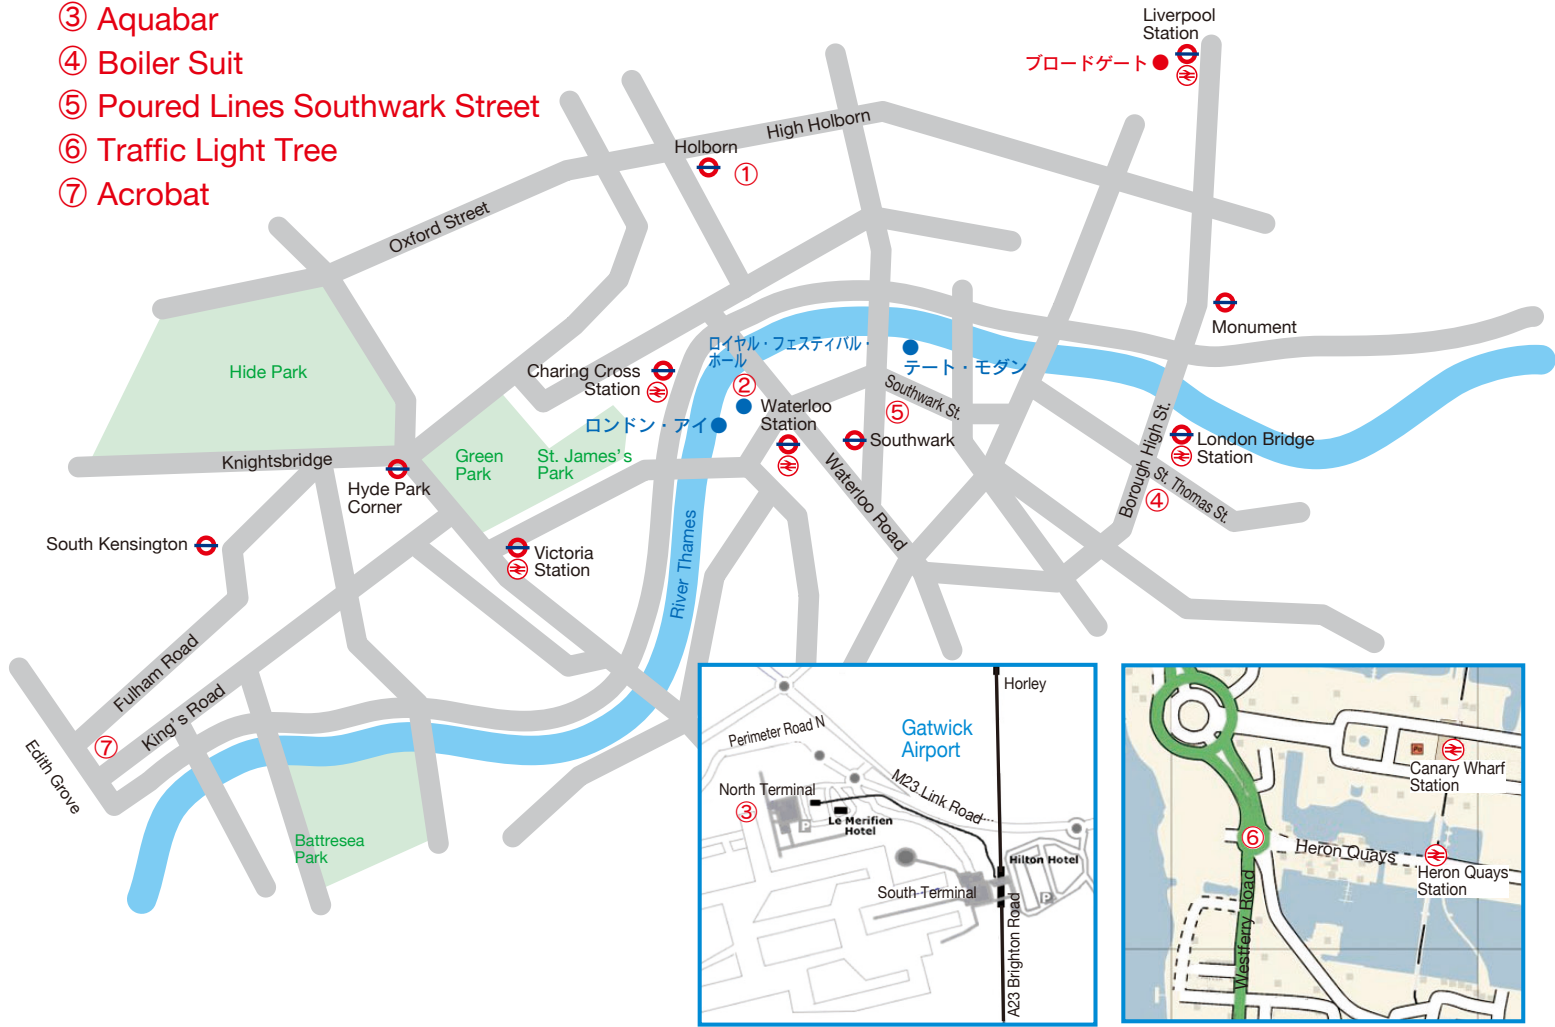 ③ Aquabar
④ Boiler Suit
⑤ Poured Lines Southwark Street
⑥ Traffic Light Tree
⑦ Acrobat
Liverpool
Station
ブロードゲート
High Holborn
Holborn
①
Oxford Street
Monument
Hide Park
ロイヤル・フェスティバル・
ホール
テート・モダン
Charing Cross
Station
②
Southwark St.
⑤
Waterloo
Station
ロンドン・アイ
Southwark
London Bridge
Station
Borough High St.
St. Thomas St.
④
Knightsbridge
Green
Park
St. James's
Park
Hyde Park
Corner
Waterloo Road
South Kensington
Victoria
Station
River Thames
Fulham Road
King's Road
⑦
Edith Grove
Battresea
Park
Horley
Gatwick
Airport
Perimeter Road N
M23 Link Road
North Terminal
③
P
Le Merifien
Hotel
Hilton Hotel
South Terminal
P
A23 Brighton Road
Canary Wharf
Station
⑥
Heron Quays
Heron Quays
Station
Westferry Road